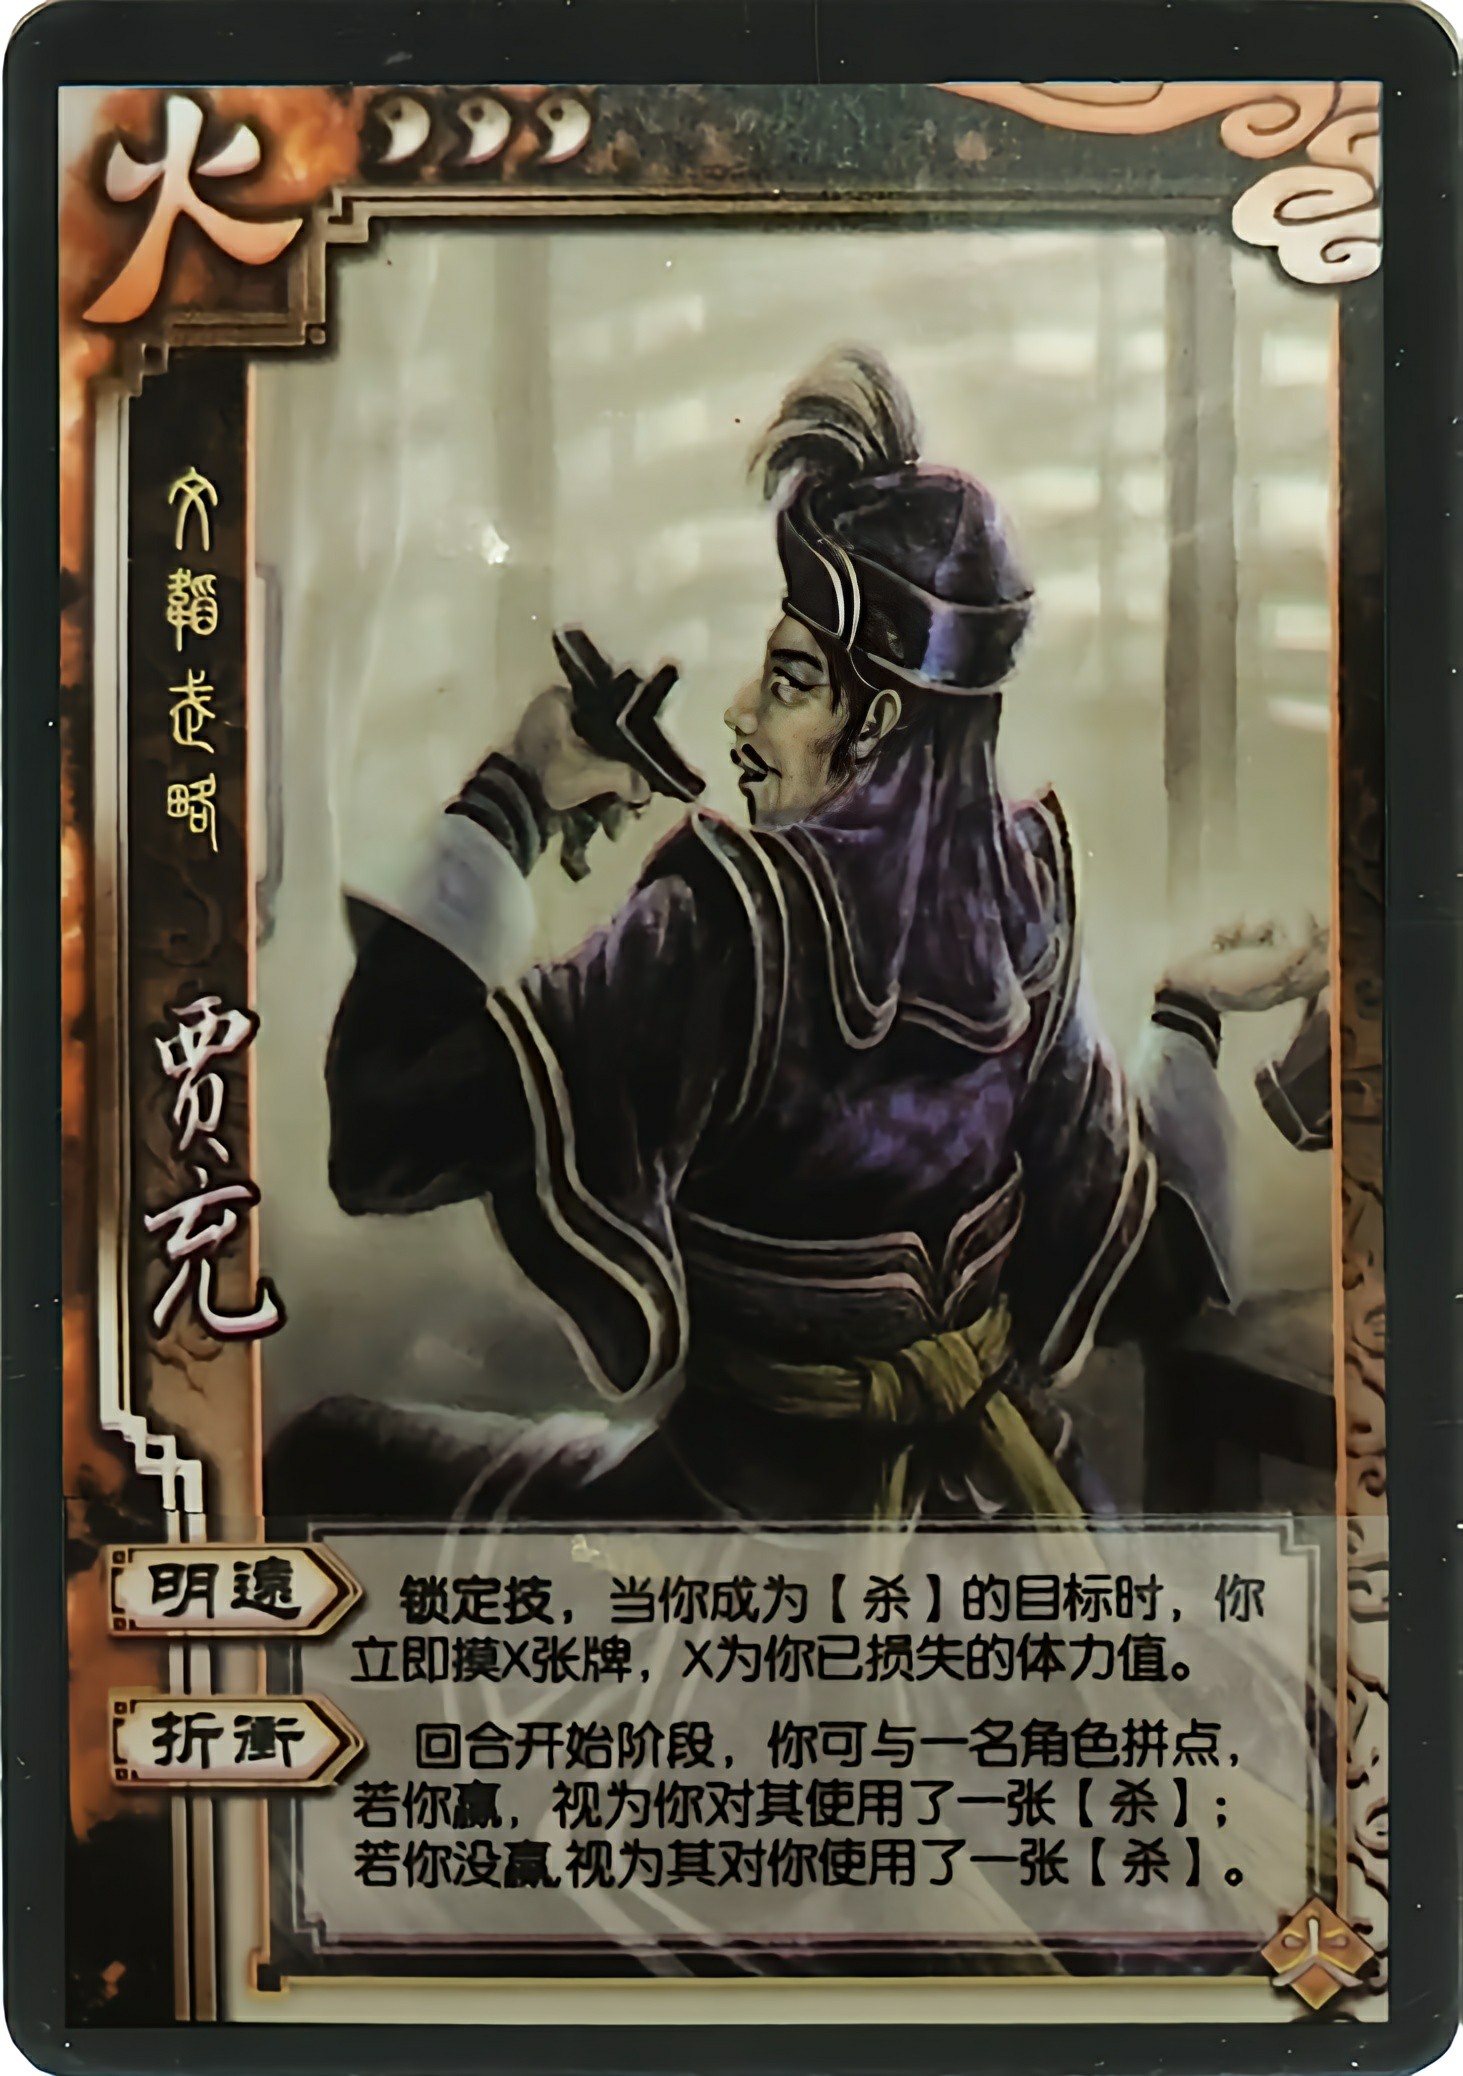 火
文韜武略
贾充
明遠
锁定技，当你成为【杀】的目标时，你
立即摸X张牌，X为你已损失的体力值。
折衝
回合开始阶段，你可与一名角色拼点，
若你赢，视为你对其使用了一张【杀】；
若你没赢,视为其对你使用了一张【杀】。
火